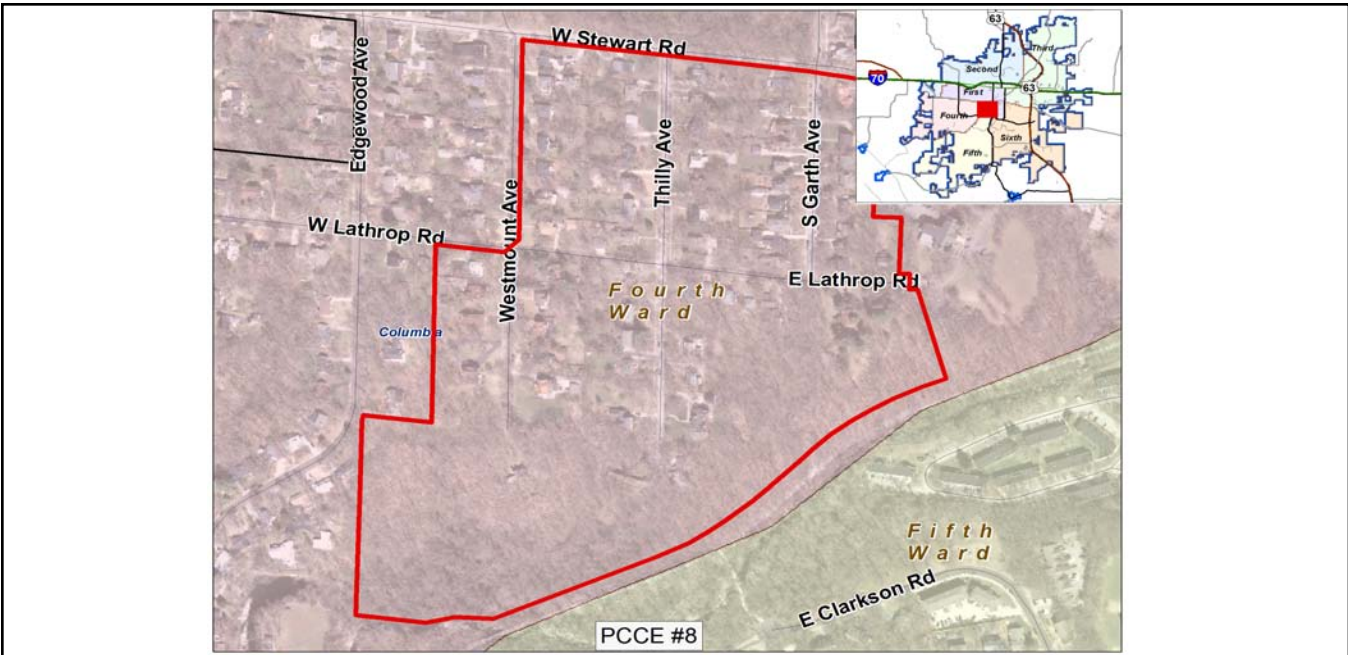 W Stewart Rd
Edgewood Ave
Thilly Ave
S Garth Ave
Westmount Ave
W Lathrop Rd
E Lathrop Rd
Fourth
Ward
Columbia
Fifth
Ward
E Clarkson Rd
PCCE #8
63
Third
Second
70
63
First
Fourth
Sixth
Fifth